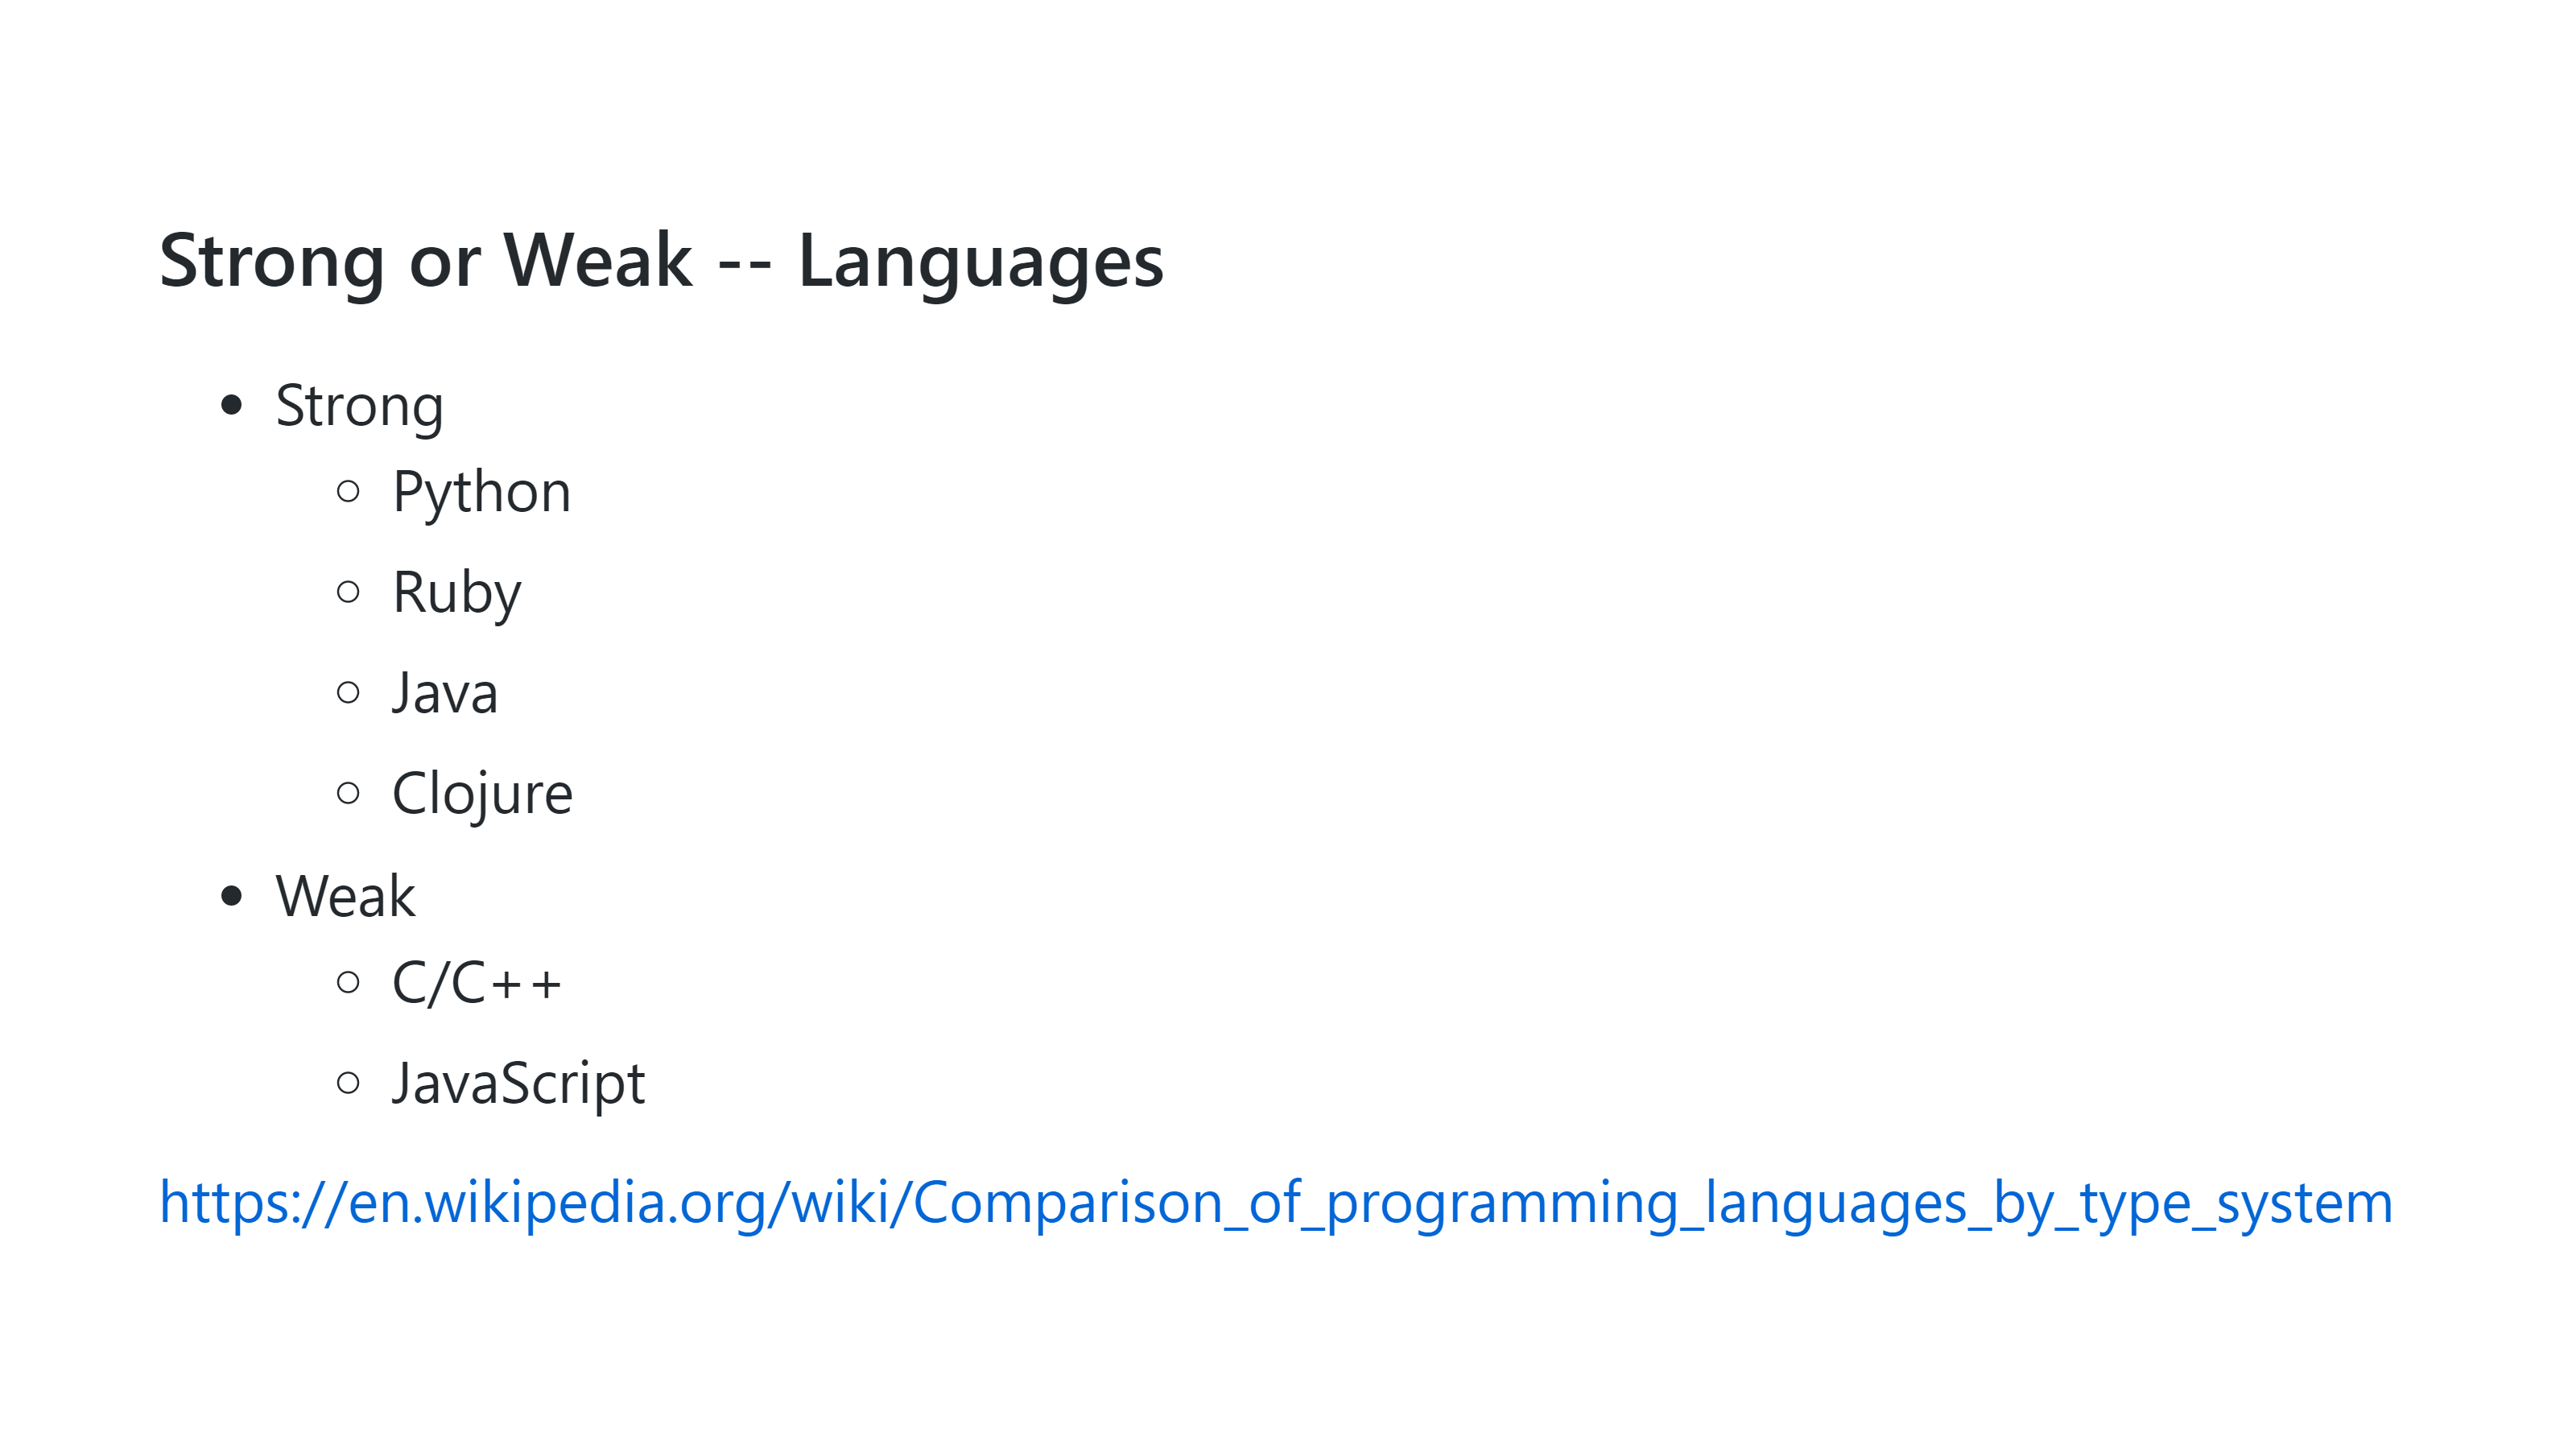 Strong or Weak -- Languages
Strong
Python
Ruby
Java
Clojure
Weak
C/C++
JavaScript
https://en.wikipedia.org/wiki/Comparison_of_programming_languages_by_type_system